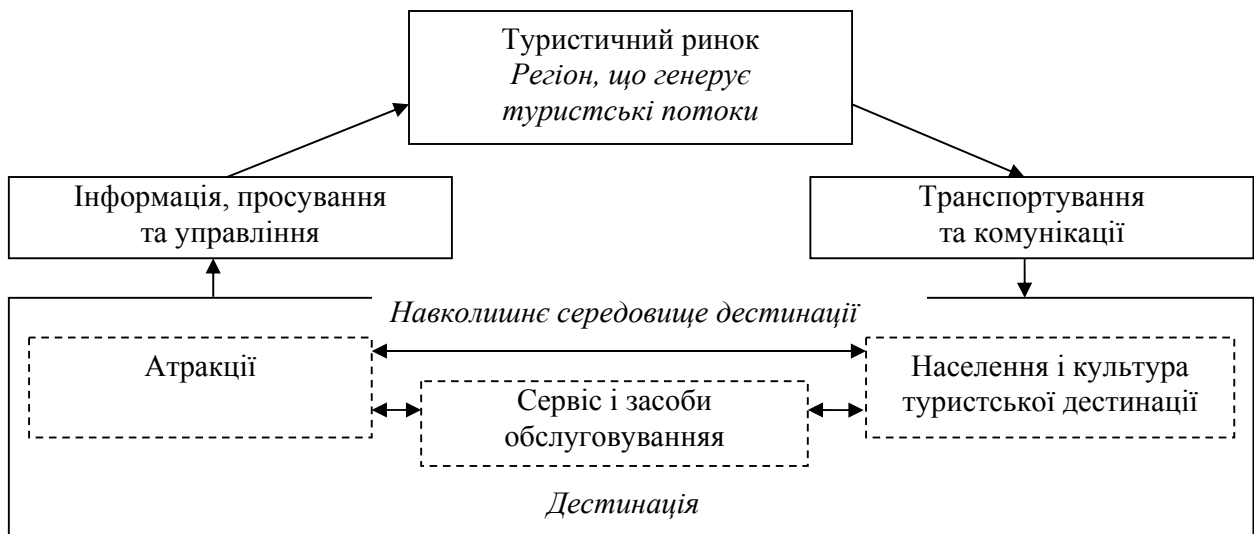 Туристичний ринок
Регіон, що генерує
туристські потоки
Інформація, просування
та управління
Транспортування
та комунікації
Навколишнє середовище дестинації
Атракції
Сервіс і засоби
обслуговуванняя
Населення і культура
туристської дестинації
Дестинація